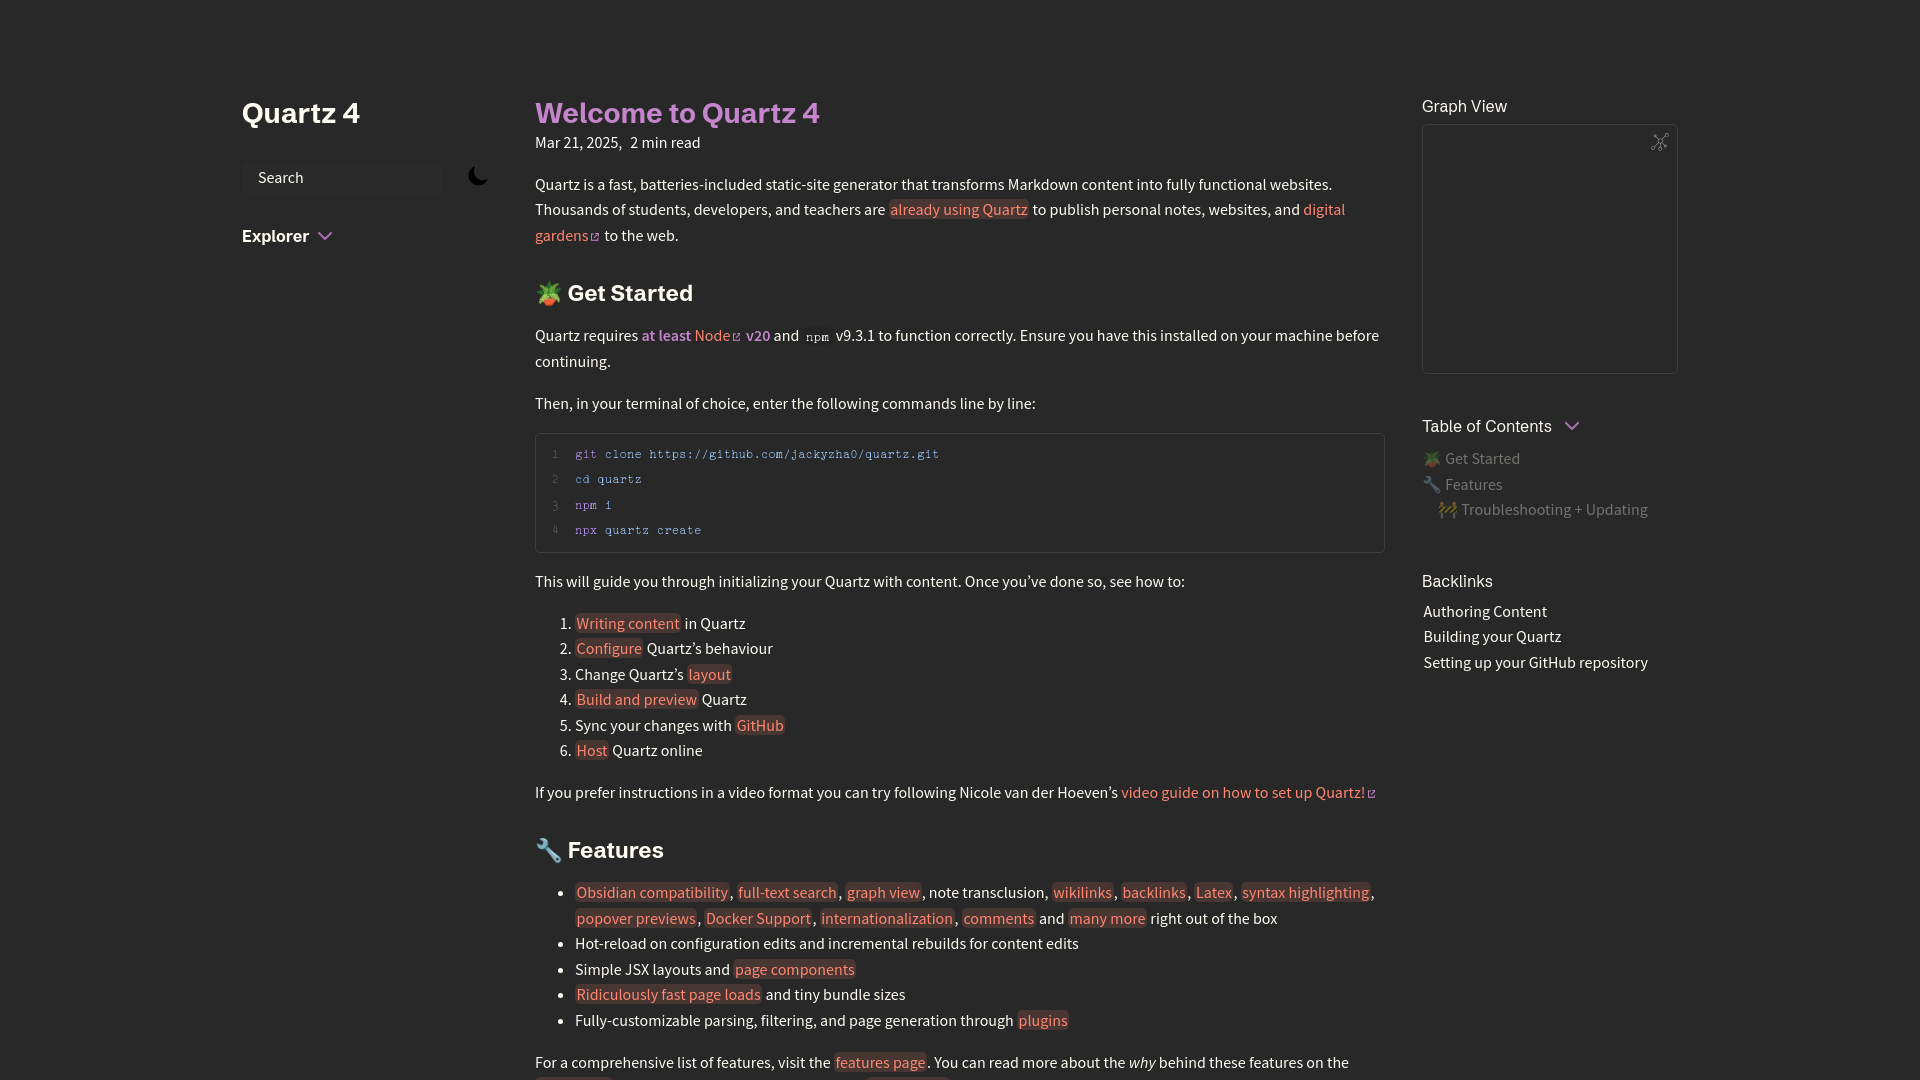 Quartz 4
Search
Explorer
Welcome to Quartz 4
Mar 21, 2025, 2 min read
Quartz is a fast, batteries-included static-site generator that transforms Markdown content into fully functional websites.
Thousands of students, developers, and teachers are already using Quartz to publish personal notes, websites, and digital
gardens to the web.
🪴 Get Started
Quartz requires at least Node v20 and npm v9.3.1 to function correctly. Ensure you have this installed on your machine before
continuing.
Then, in your terminal of choice, enter the following commands line by line:
1 git clone https://github.com/jackyzha0/quartz.git
2 cd quartz
3 npm i
4 npx quartz create
This will guide you through initializing your Quartz with content. Once you’ve done so, see how to:
1. Writing content in Quartz
2. Configure Quartz’s behaviour
3. Change Quartz’s layout
4. Build and preview Quartz
5. Sync your changes with GitHub
6. Host Quartz online
If you prefer instructions in a video format you can try following Nicole van der Hoeven’s video guide on how to set up Quartz!
🔧 Features
• Obsidian compatibility, full-text search, graph view, note transclusion, wikilinks, backlinks, Latex, syntax highlighting,
popover previews, Docker Support, internationalization, comments and many more right out of the box
• Hot-reload on configuration edits and incremental rebuilds for content edits
• Simple JSX layouts and page components
• Ridiculously fast page loads and tiny bundle sizes
• Fully-customizable parsing, filtering, and page generation through plugins
For a comprehensive list of features, visit the features page. You can read more about the why behind these features on the
Graph View
Table of Contents
🪴 Get Started
🔧 Features
🚧 Troubleshooting + Updating
Backlinks
Authoring Content
Building your Quartz
Setting up your GitHub repository